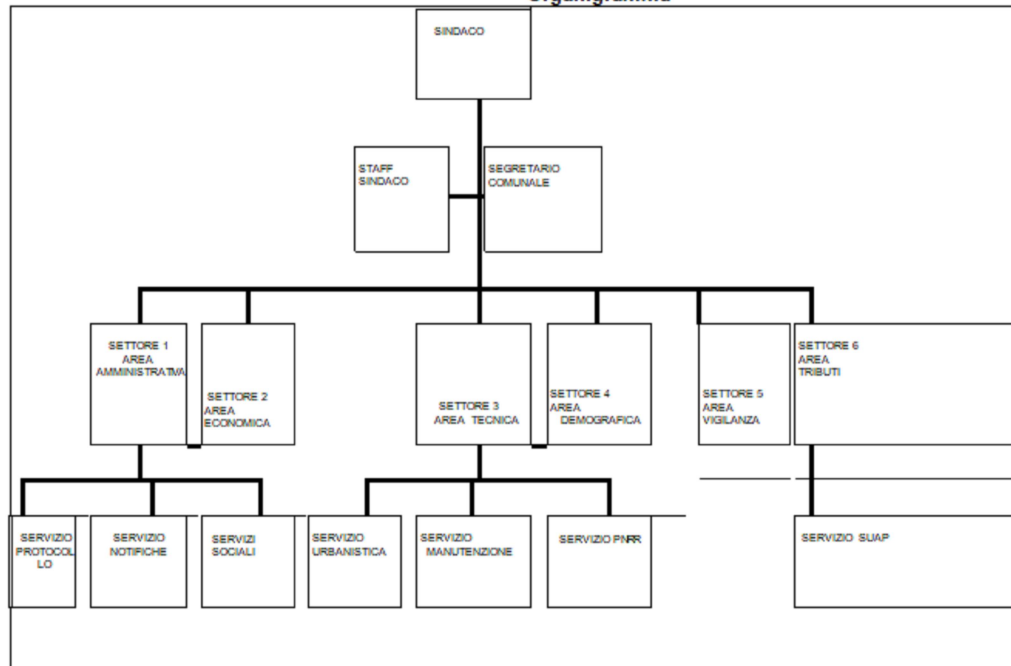 Organigramma
SINDACO
STAFF
SINDACO
SEGRETARIO
COMUNALE
SETTORE 1
AREA
AMMINISTRATIVA
SETTORE 2
AREA
ECONOMICA
SETTORE 3
AREA TECNICA
SETTORE 4
AREA
DEMOGRAFICA
SETTORE 5
AREA
VIGILANZA
SETTORE 6
AREA
TRIBUTI
SERVIZIO
PROTOCOL
LO
SERVIZIO
NOTIFICHE
SERVIZI
SOCIALI
SERVIZIO
URBANISTICA
SERVIZIO
MANUTENZIONE
SERVIZIO PNRR
SERVIZIO SUAP